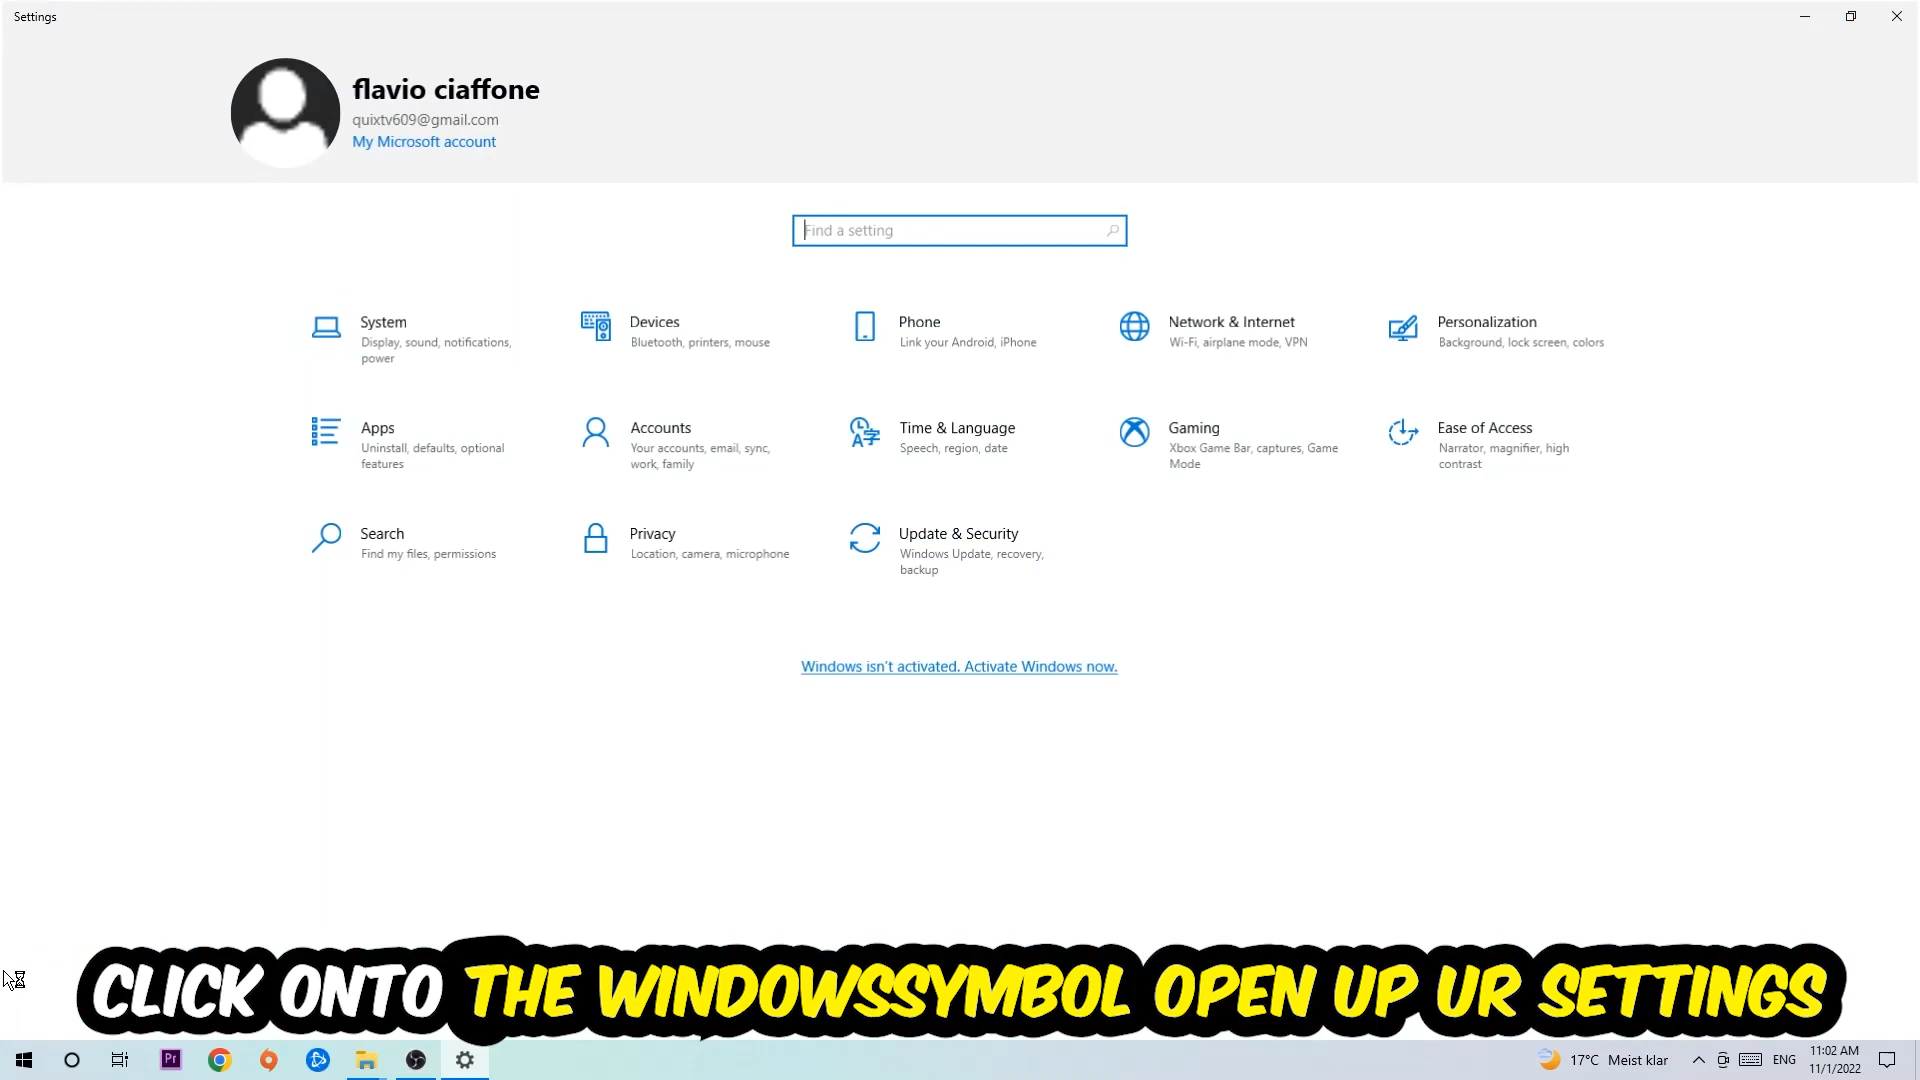 Settings
flavio ciaffone
quixtv609@gmail.com
My Microsoft account
Find a setting
System
Display, sound, notifications,
power
Devices
Bluetooth, printers, mouse
Phone
Link your Android, iPhone
Network & Internet
Wi-Fi, airplane mode, VPN
Personalization
Background, lock screen, colors
Apps
Uninstall, defaults, optional
features
Accounts
Your accounts, email, sync,
work, family
Time & Language
Speech, region, date
Gaming
Xbox Game Bar, captures, Game
Mode
Ease of Access
Narrator, magnifier, high
contrast
Search
Find my files, permissions
Privacy
Location, camera, microphone
Update & Security
Windows Update, recovery,
backup
Windows isn't activated. Activate Windows now.
CLICK ONTO THE WINDOWSSYMBOL OPEN UP UR SETTINGS
Pr
17°C Meist klar
ENG
11:02 AM
11/1/2022